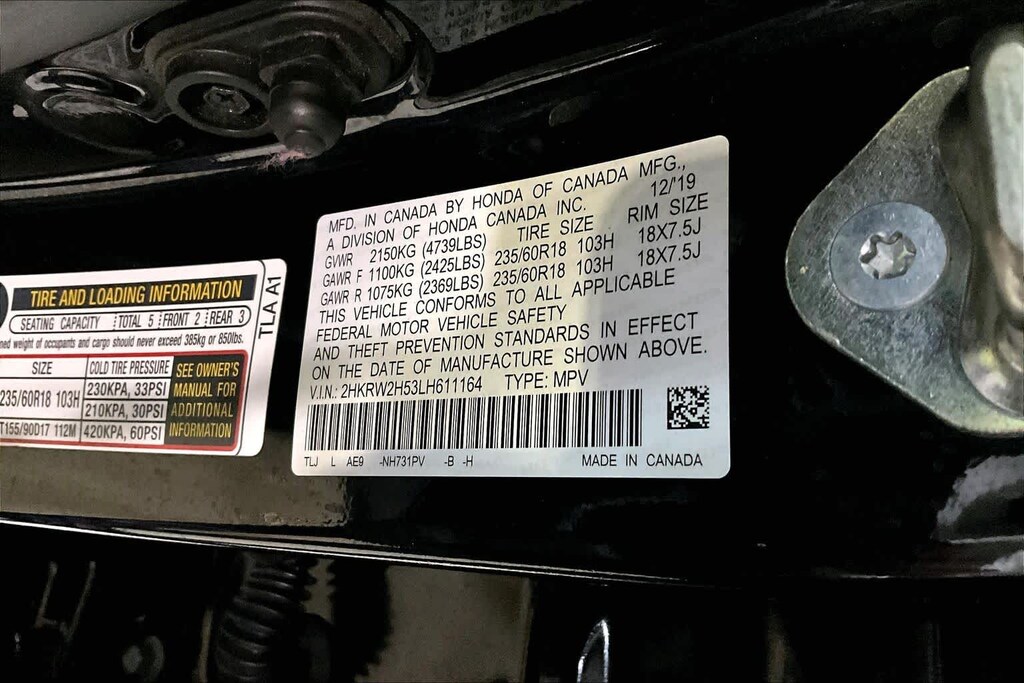 TIRE AND LOADING INFORMATION
SEATING CAPACITY TOTAL 5 FRONT 2 REAR 3
of occupants and cargo should never exceed 385kg or 850lbs.
SIZE COLD TIRE PRESSURE
235/60R18 103H 230KPA, 33PSI
210KPA, 30PSI
T155/90D17 112M 420KPA, 60PSI
SEE OWNER'S
MANUAL FOR
ADDITIONAL
INFORMATION
TLA A1
MFD. IN CANADA BY HONDA OF CANADA MFG.,
A DIVISION OF HONDA CANADA INC. 12/'19
GVWR 2150KG (4739LBS) TIRE SIZE RIM SIZE
GAWR F 1100KG (2425LBS) 235/60R18 103H 18X7.5J
GAWR R 1075KG (2369LBS) 235/60R18 103H 18X7.5J
THIS VEHICLE CONFORMS TO ALL APPLICABLE
FEDERAL MOTOR VEHICLE SAFETY
AND THEFT PREVENTION STANDARDS IN EFFECT
ON THE DATE OF MANUFACTURE SHOWN ABOVE.
V.I.N.: 2HKRW2H53LH611164 TYPE: MPV
TLJ L AE9 -NH731PV -B -H MADE IN CANADA